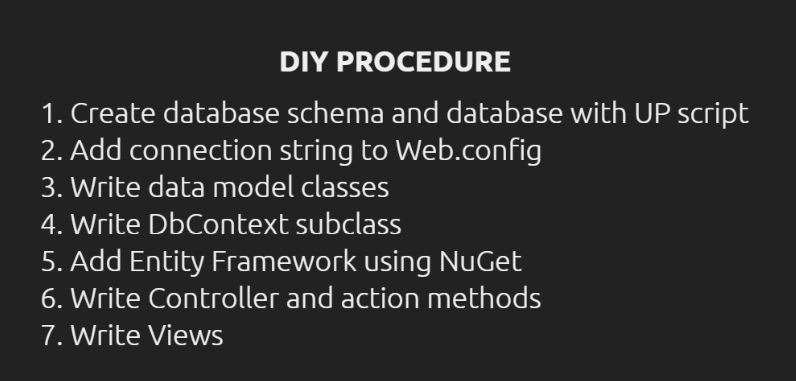 DIY PROCEDURE
1. Create database schema and database with UP script
2. Add connection string to Web.config
3. Write data model classes
4. Write DbContext subclass
5. Add Entity Framework using NuGet
6. Write Controller and action methods
7. Write Views